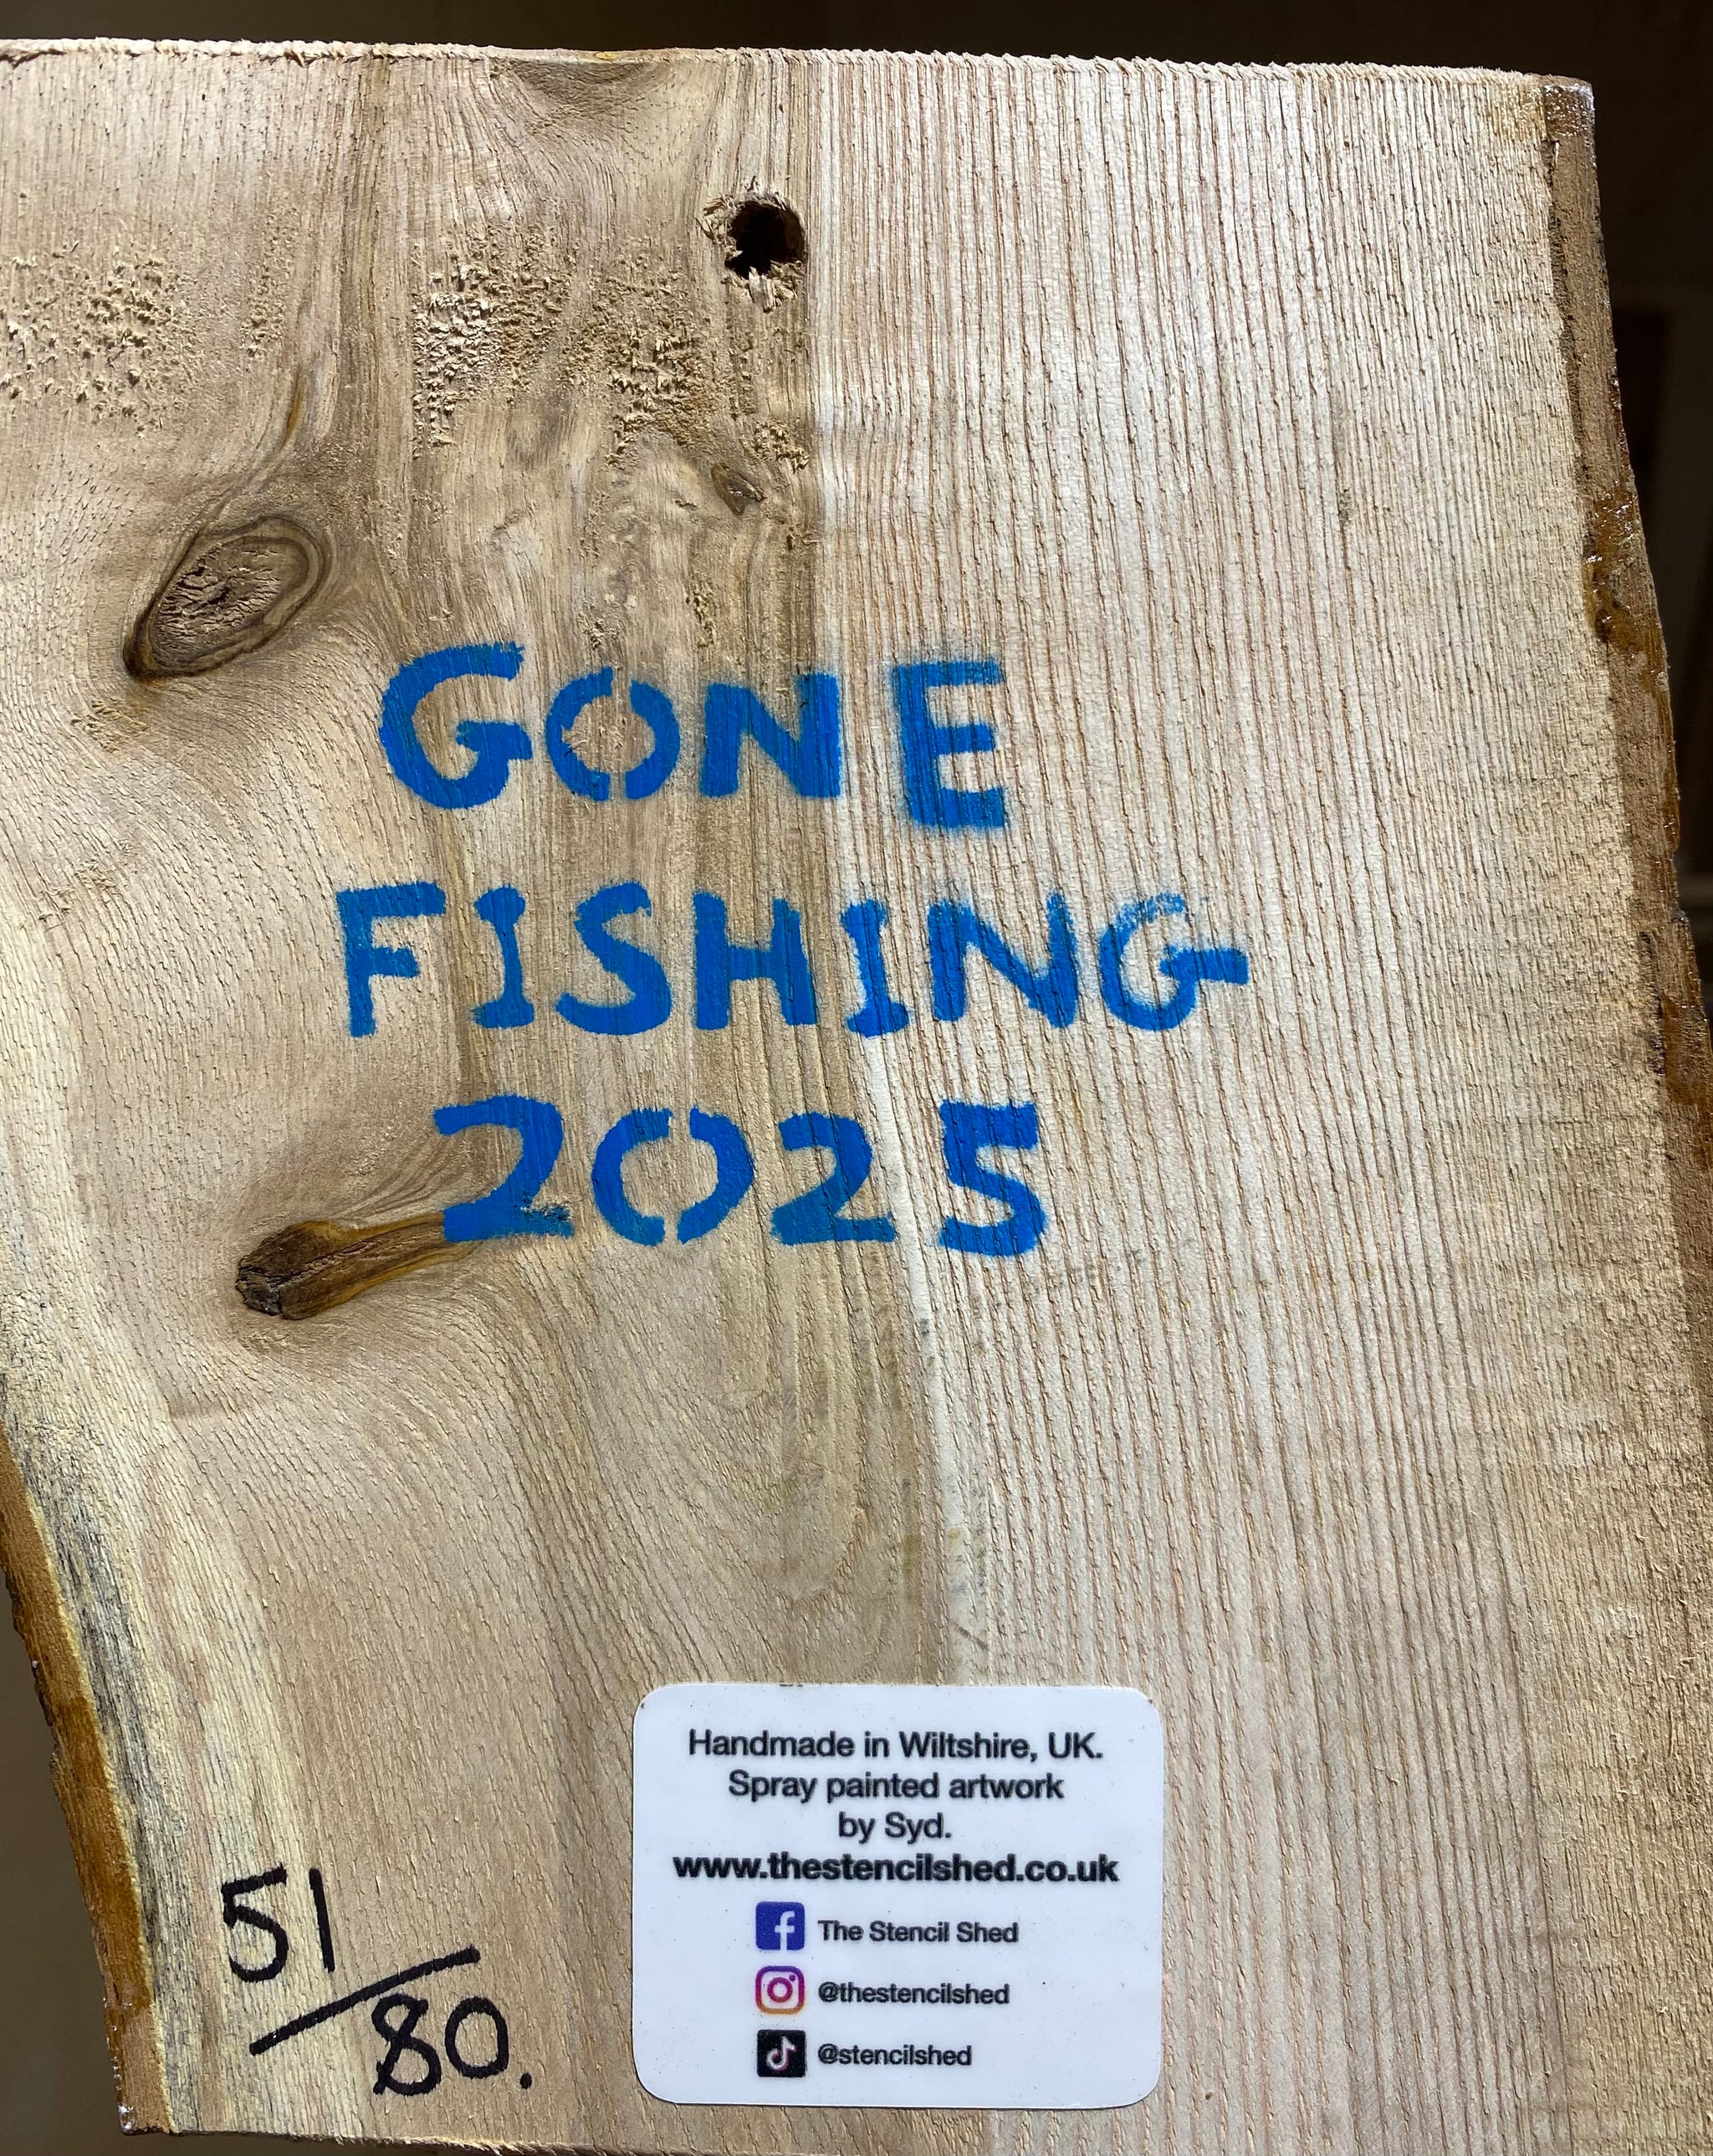 GONE
FISHING
2025
51/80.
Handmade in Wiltshire, UK.
Spray painted artwork
by Syd.
www.thestencilshed.co.uk
The Stencil Shed
@thestencilshed
@stencilshed